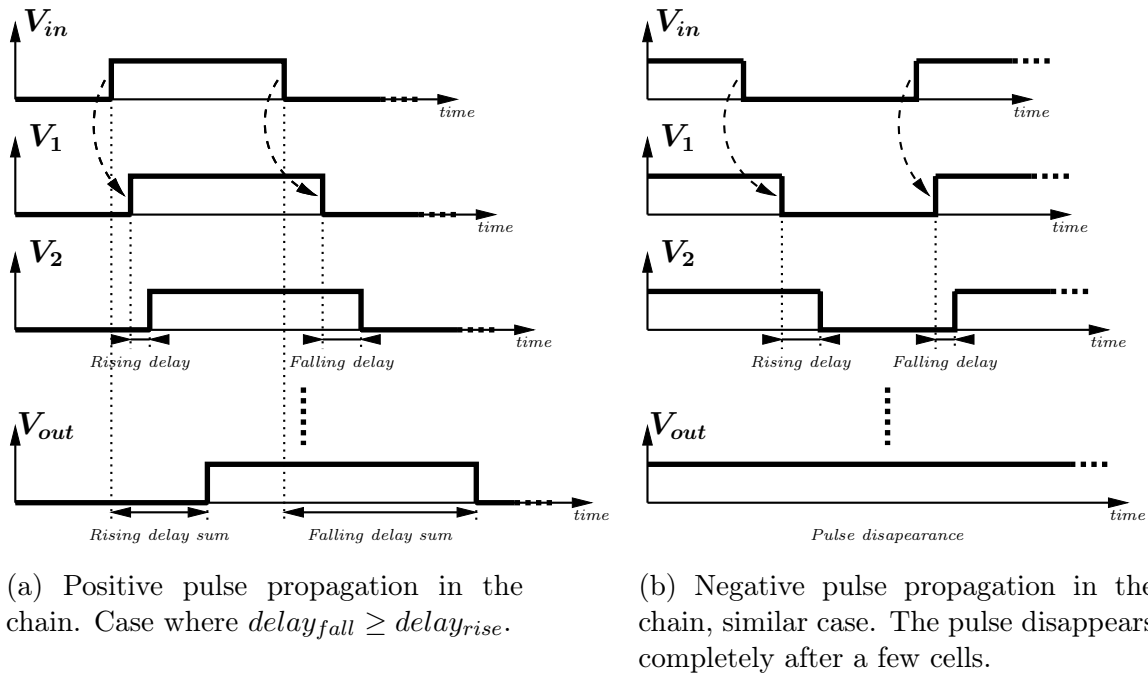 V_in
time
V_1
time
V_2
time
Rising delay
Falling delay
V_out
time
Rising delay sum
Falling delay sum
(a) Positive pulse propagation in the
chain. Case where delay_fall ≥ delay_rise.
V_in
time
V_1
time
V_2
time
Rising delay
Falling delay
V_out
time
Pulse disapearance
(b) Negative pulse propagation in the
chain, similar case. The pulse disappears
completely after a few cells.